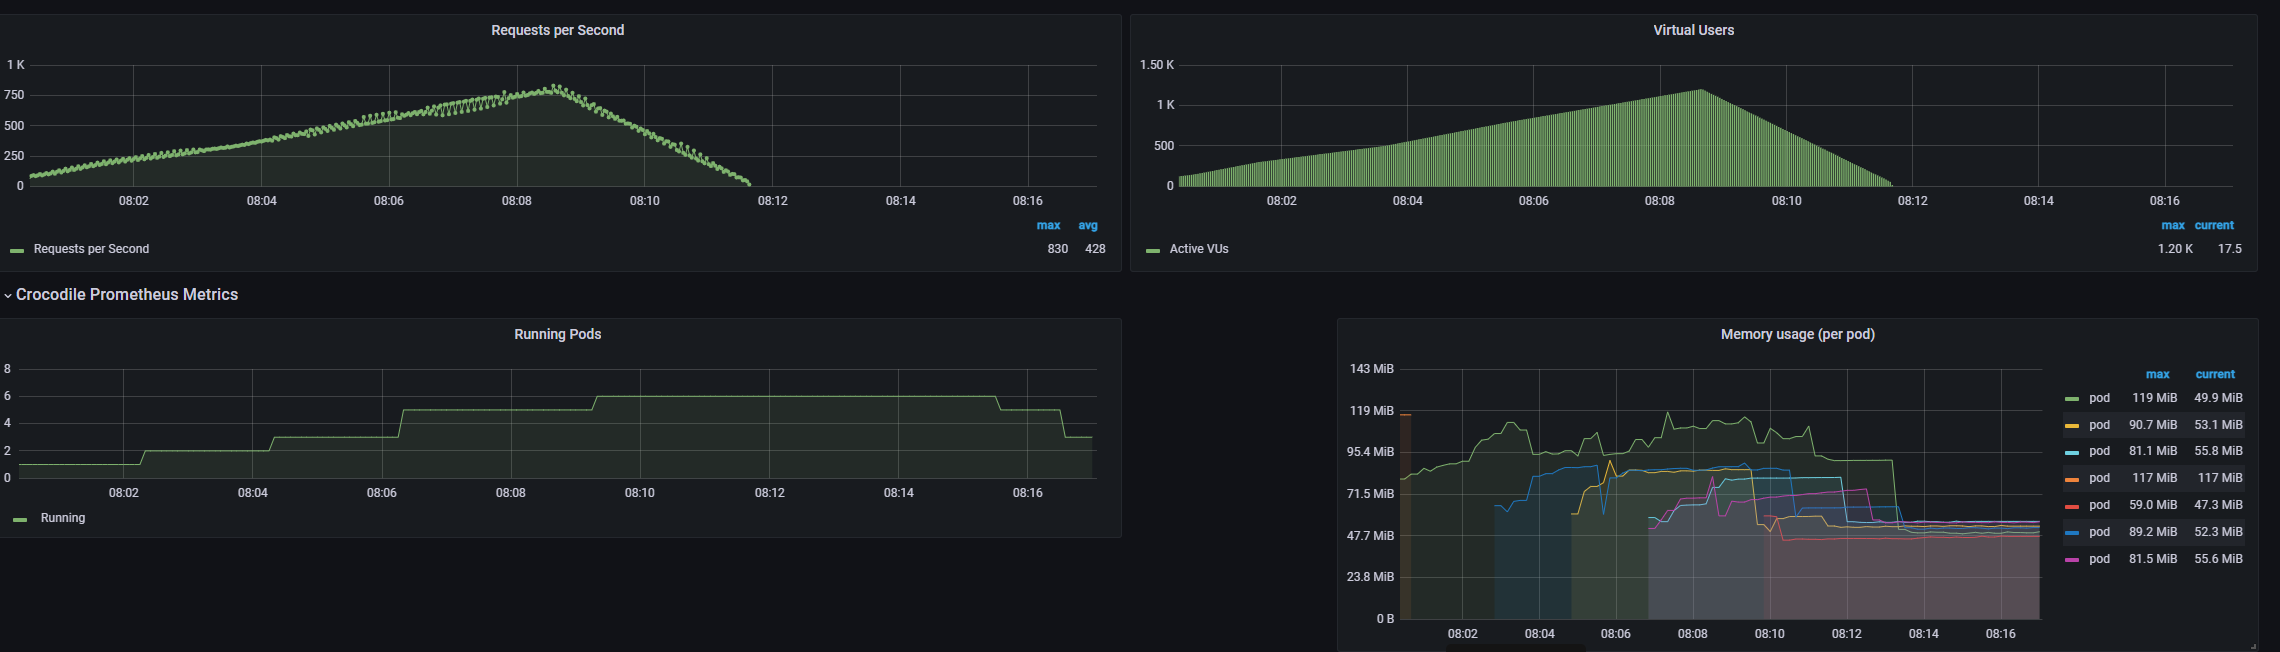 Requests per Second
1 K
750
500
250
0
08:02 08:04 08:06 08:08 08:10 08:12 08:14 08:16
max avg
Requests per Second 830 428
Virtual Users
1.50 K
1 K
500
0
08:02 08:04 08:06 08:08 08:10 08:12 08:14 08:16
max current
Active VUs 1.20 K 17.5
Crocodile Prometheus Metrics
Running Pods
8
6
4
2
0
08:02 08:04 08:06 08:08 08:10 08:12 08:14 08:16
Running
Memory usage (per pod)
143 MiB
119 MiB
95.4 MiB
71.5 MiB
47.7 MiB
23.8 MiB
0 B
08:02 08:04 08:06 08:08 08:10 08:12 08:14 08:16
max current
pod 119 MiB 49.9 MiB
pod 90.7 MiB 53.1 MiB
pod 81.1 MiB 55.8 MiB
pod 117 MiB 117 MiB
pod 59.0 MiB 47.3 MiB
pod 89.2 MiB 52.3 MiB
pod 81.5 MiB 55.6 MiB